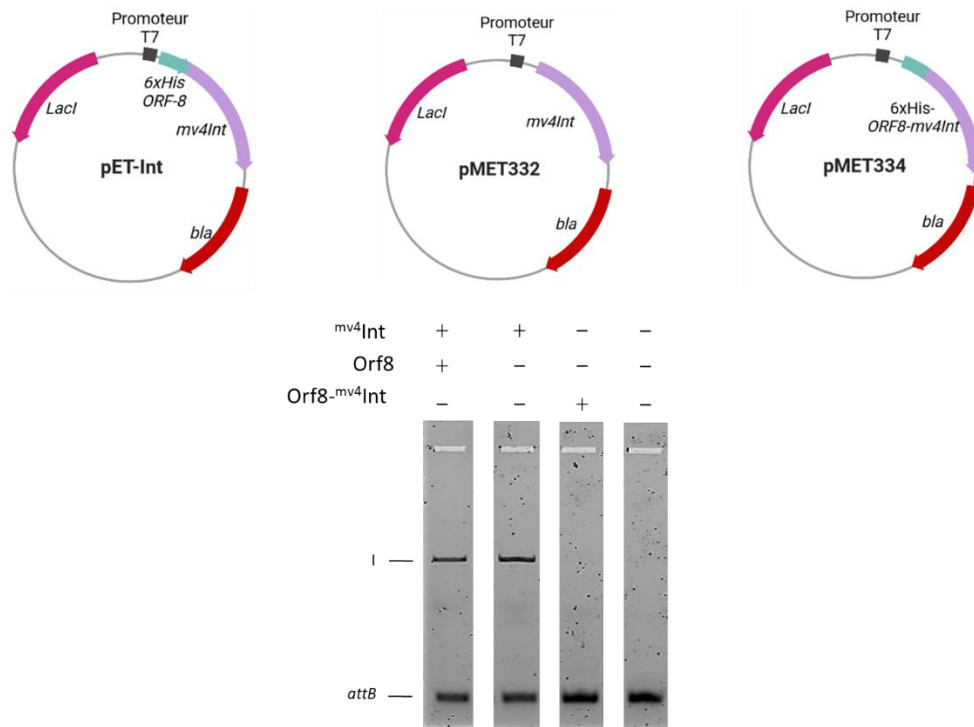 Promoteur
T7
6xHis
ORF-8
LacI
mv4Int
pET-Int
bla
Promoteur
T7
LacI
mv4Int
pMET332
bla
Promoteur
T7
LacI
6xHis-
ORF8-mv4Int
pMET334
bla
mv4Int + + – –
Orf8 + – – –
Orf8-mv4Int – – + –
I
attB